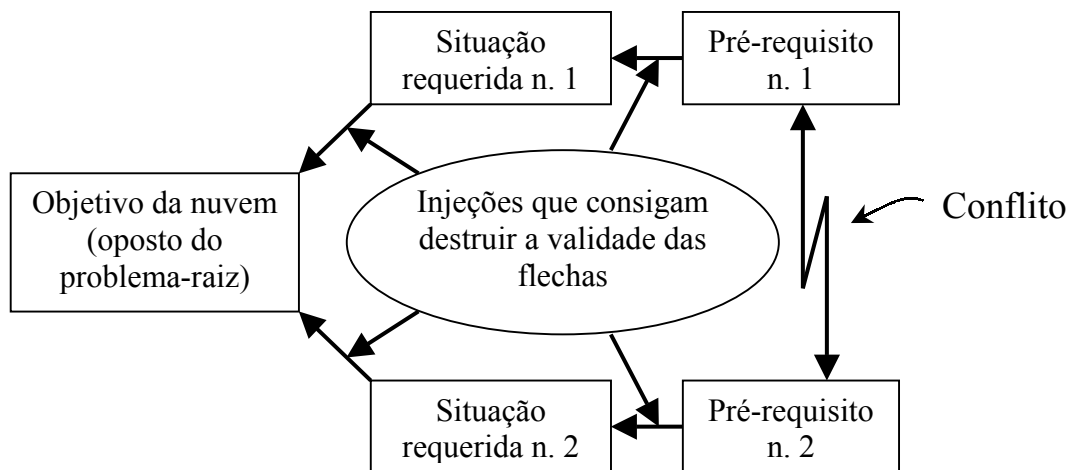 Situação
requerida n. 1
Pré-requisito
n. 1
Objetivo da nuvem
(oposto do
problema-raiz)
Injeções que consigam
destruir a validade das
flechas
Conflito
Situação
requerida n. 2
Pré-requisito
n. 2